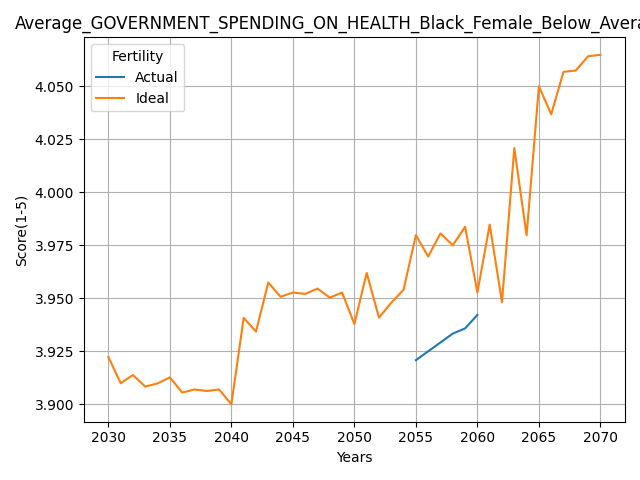 Average_GOVERNMENT_SPENDING_ON_HEALTH_Black_Female_Below_Avera
Fertility
Actual
Ideal
4.050
4.025
4.000
3.975
3.950
3.925
3.900
Score(1-5)
2030 2035 2040 2045 2050 2055 2060 2065 2070
Years